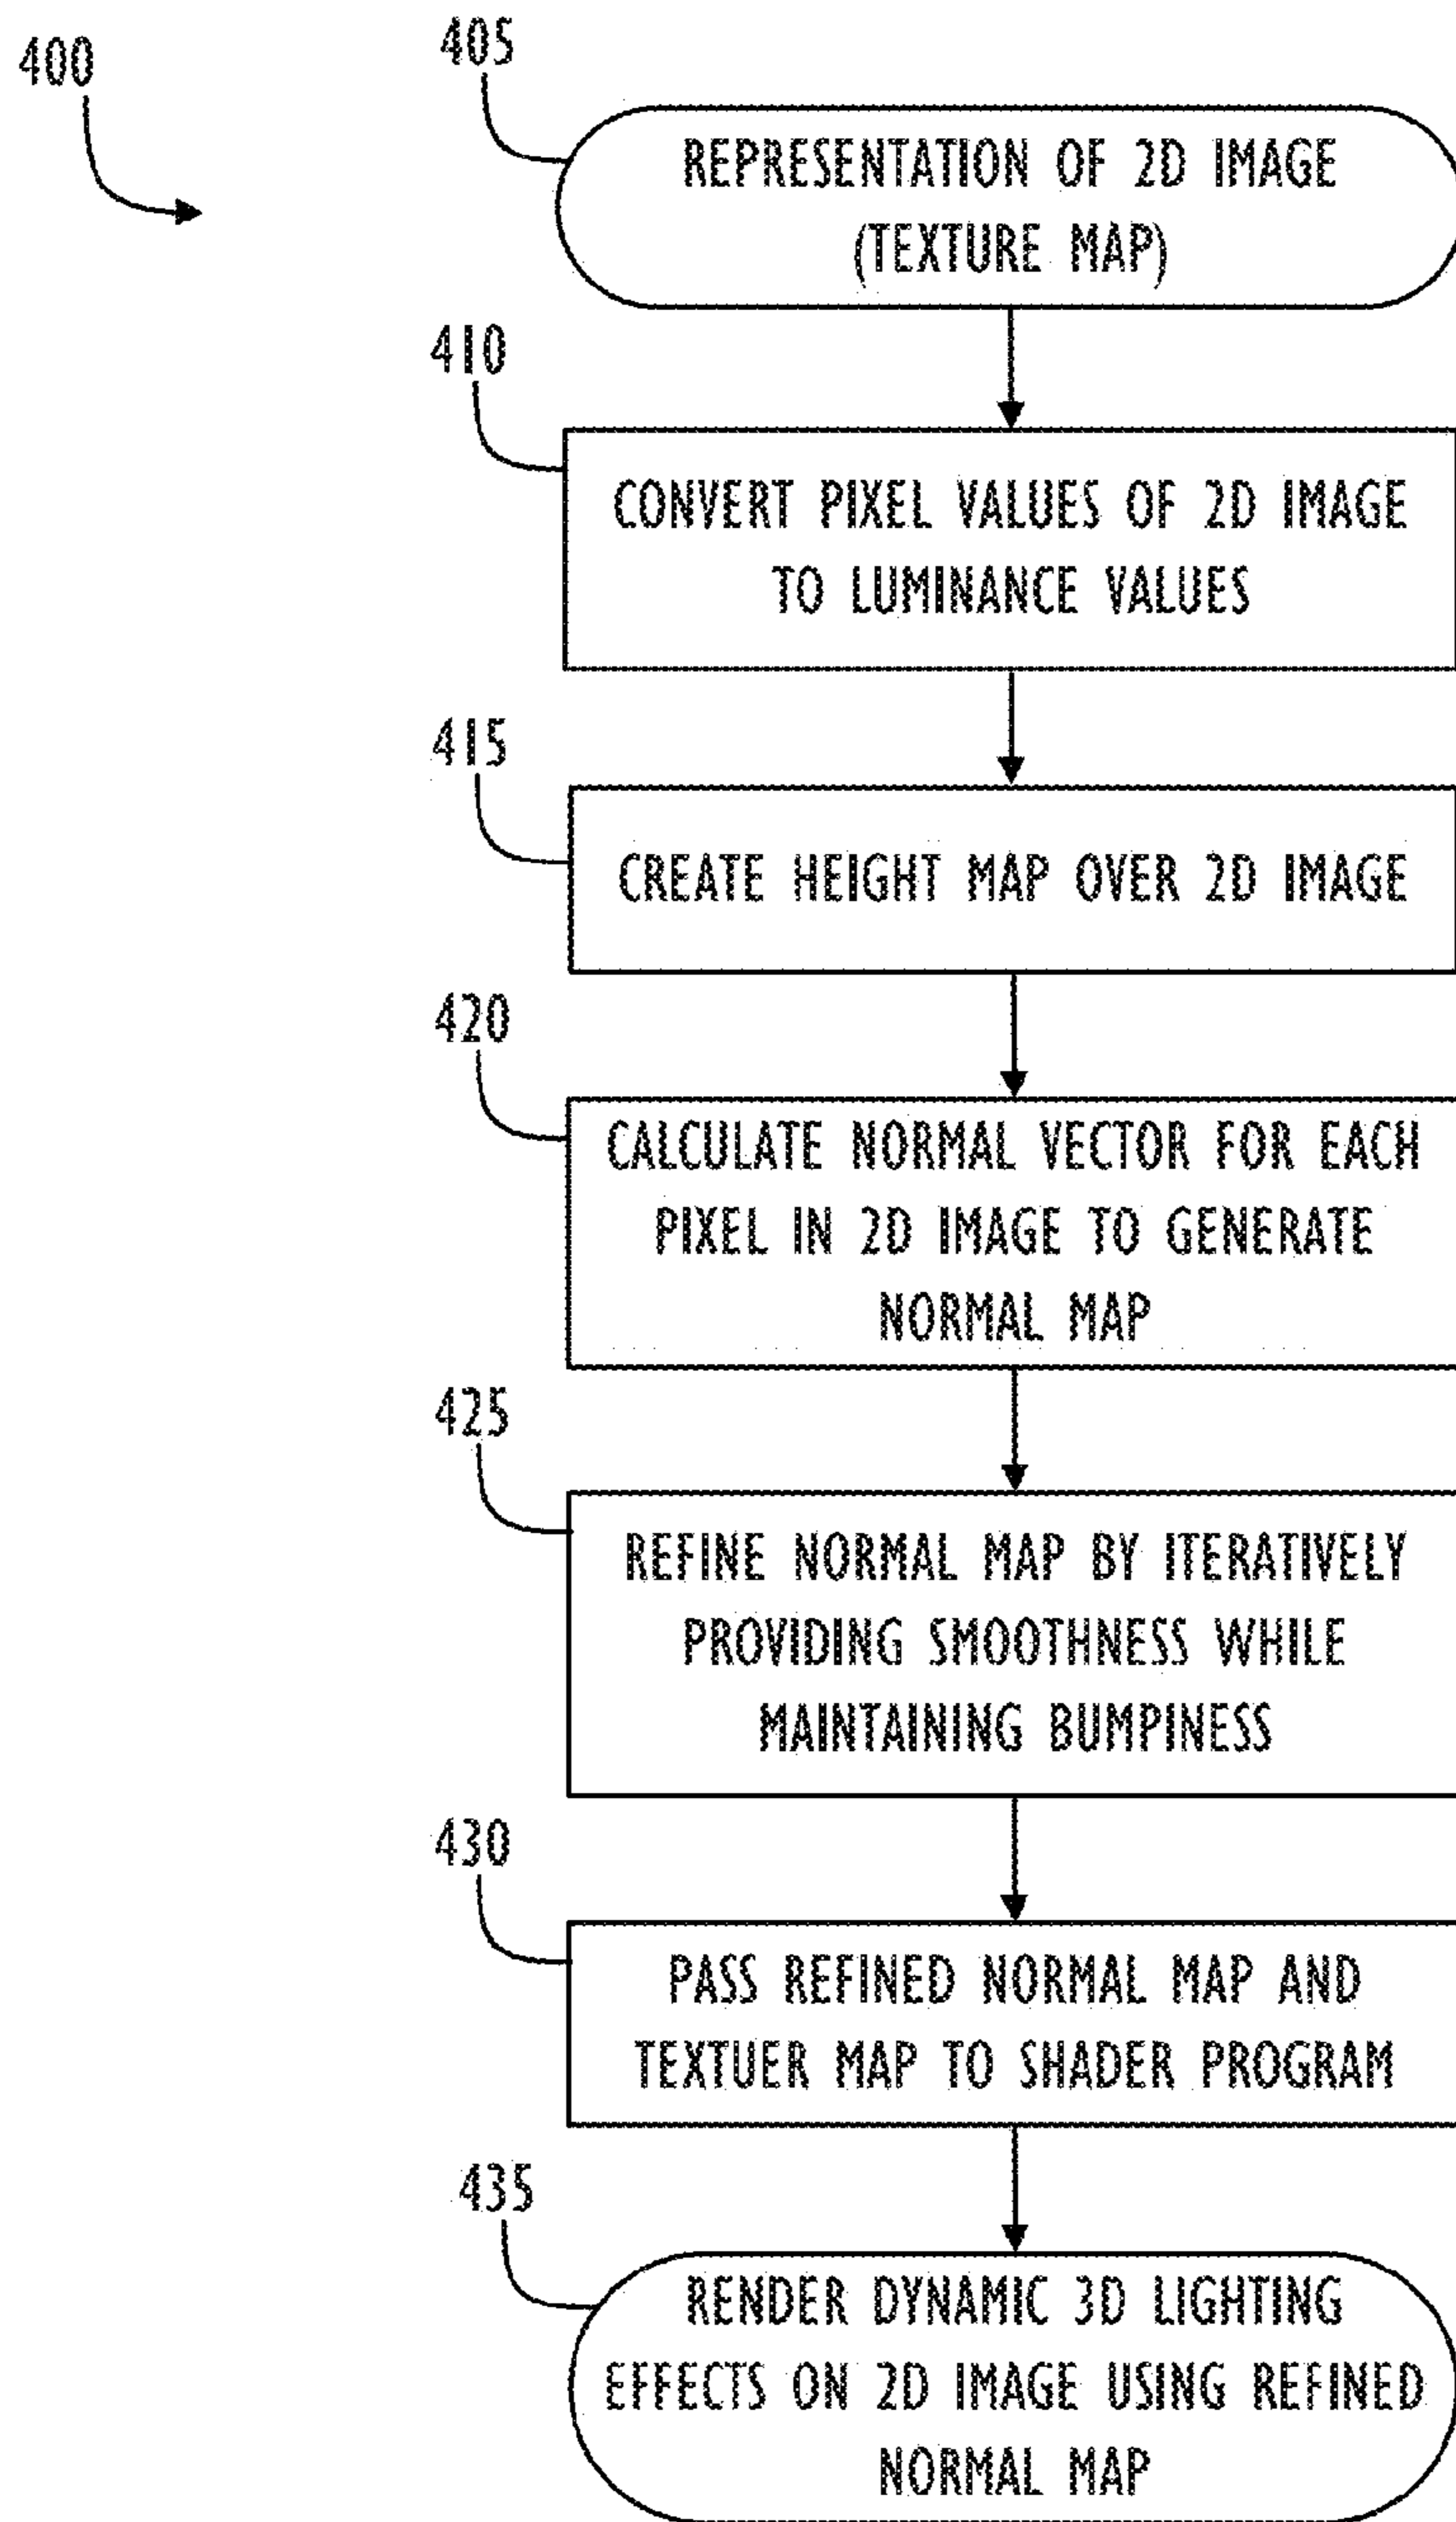 400
405
REPRESENTATION OF 2D IMAGE
(TEXTURE MAP)
410
CONVERT PIXEL VALUES OF 2D IMAGE
TO LUMINANCE VALUES
415
CREATE HEIGHT MAP OVER 2D IMAGE
420
CALCULATE NORMAL VECTOR FOR EACH
PIXEL IN 2D IMAGE TO GENERATE
NORMAL MAP
425
REFINE NORMAL MAP BY ITERATIVELY
PROVIDING SMOOTHNESS WHILE
MAINTAINING BUMPINESS
430
PASS REFINED NORMAL MAP AND
TEXTUER MAP TO SHADER PROGRAM
435
RENDER DYNAMIC 3D LIGHTING
EFFECTS ON 2D IMAGE USING REFINED
NORMAL MAP